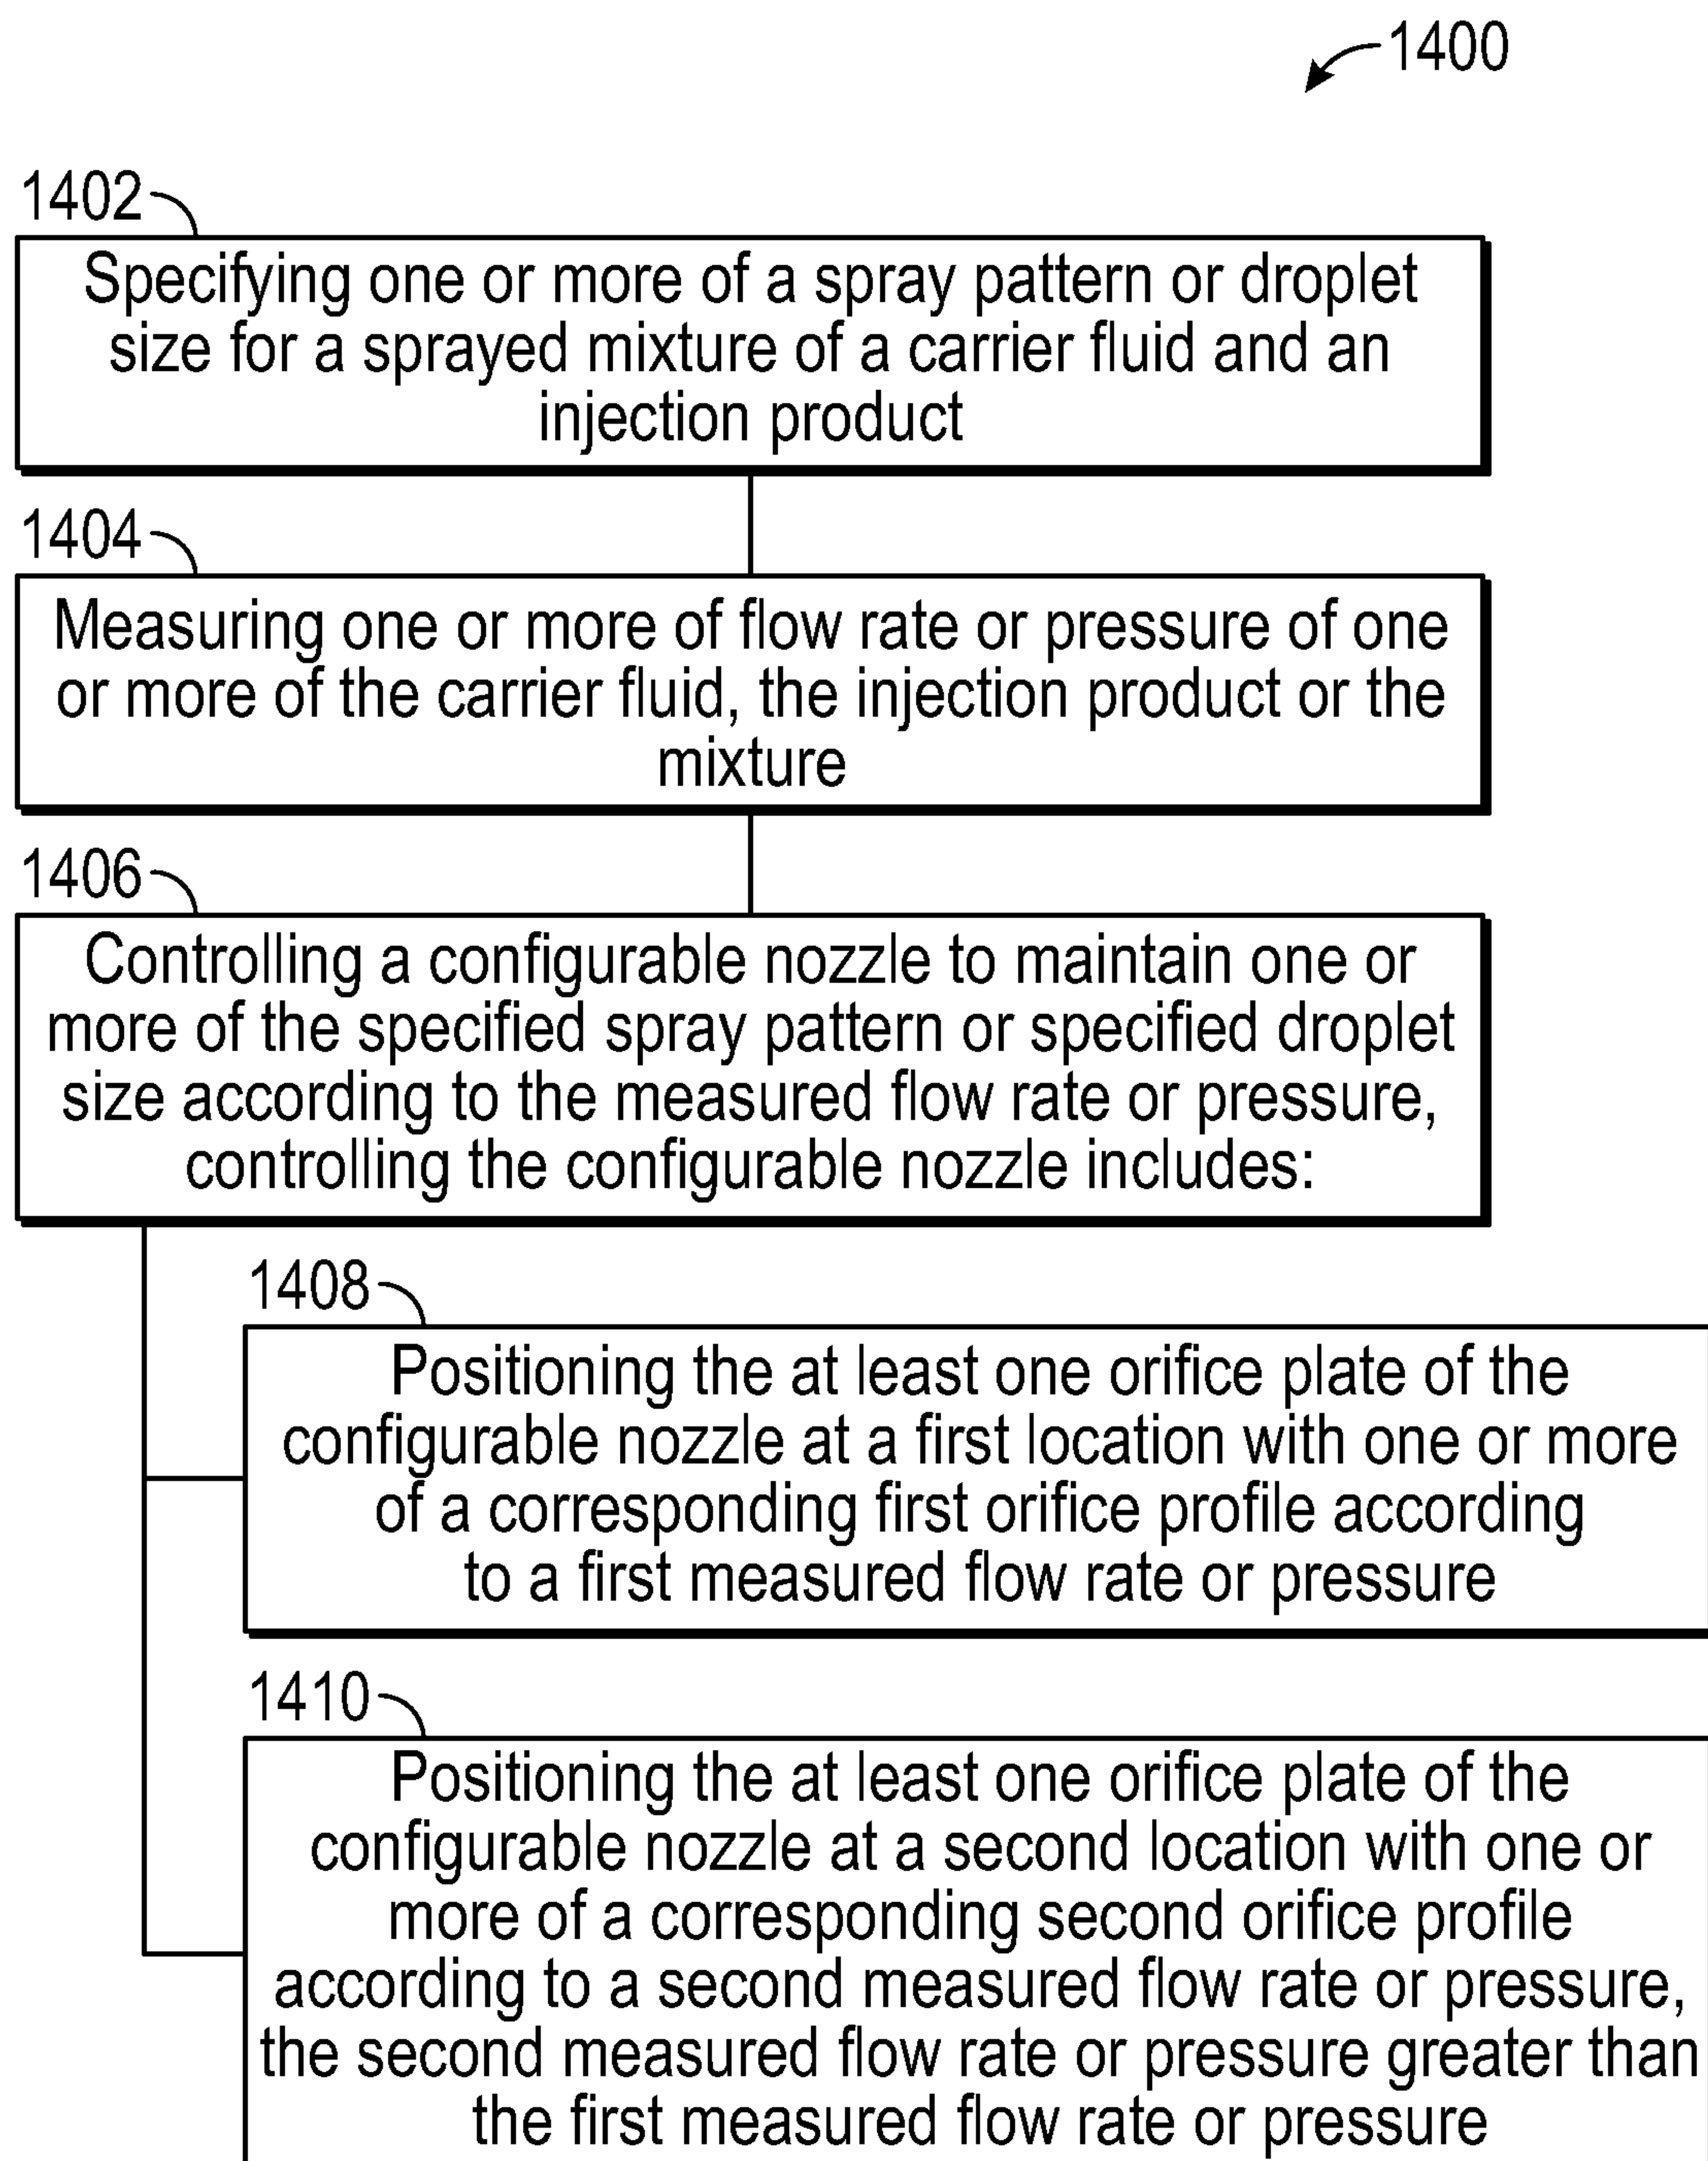 1400
1402
Specifying one or more of a spray pattern or droplet
size for a sprayed mixture of a carrier fluid and an
injection product
1404
Measuring one or more of flow rate or pressure of one
or more of the carrier fluid, the injection product or the
mixture
1406
Controlling a configurable nozzle to maintain one or
more of the specified spray pattern or specified droplet
size according to the measured flow rate or pressure,
controlling the configurable nozzle includes:
1408
Positioning the at least one orifice plate of the
configurable nozzle at a first location with one or more
of a corresponding first orifice profile according
to a first measured flow rate or pressure
1410
Positioning the at least one orifice plate of the
configurable nozzle at a second location with one or
more of a corresponding second orifice profile
according to a second measured flow rate or pressure,
the second measured flow rate or pressure greater than
the first measured flow rate or pressure